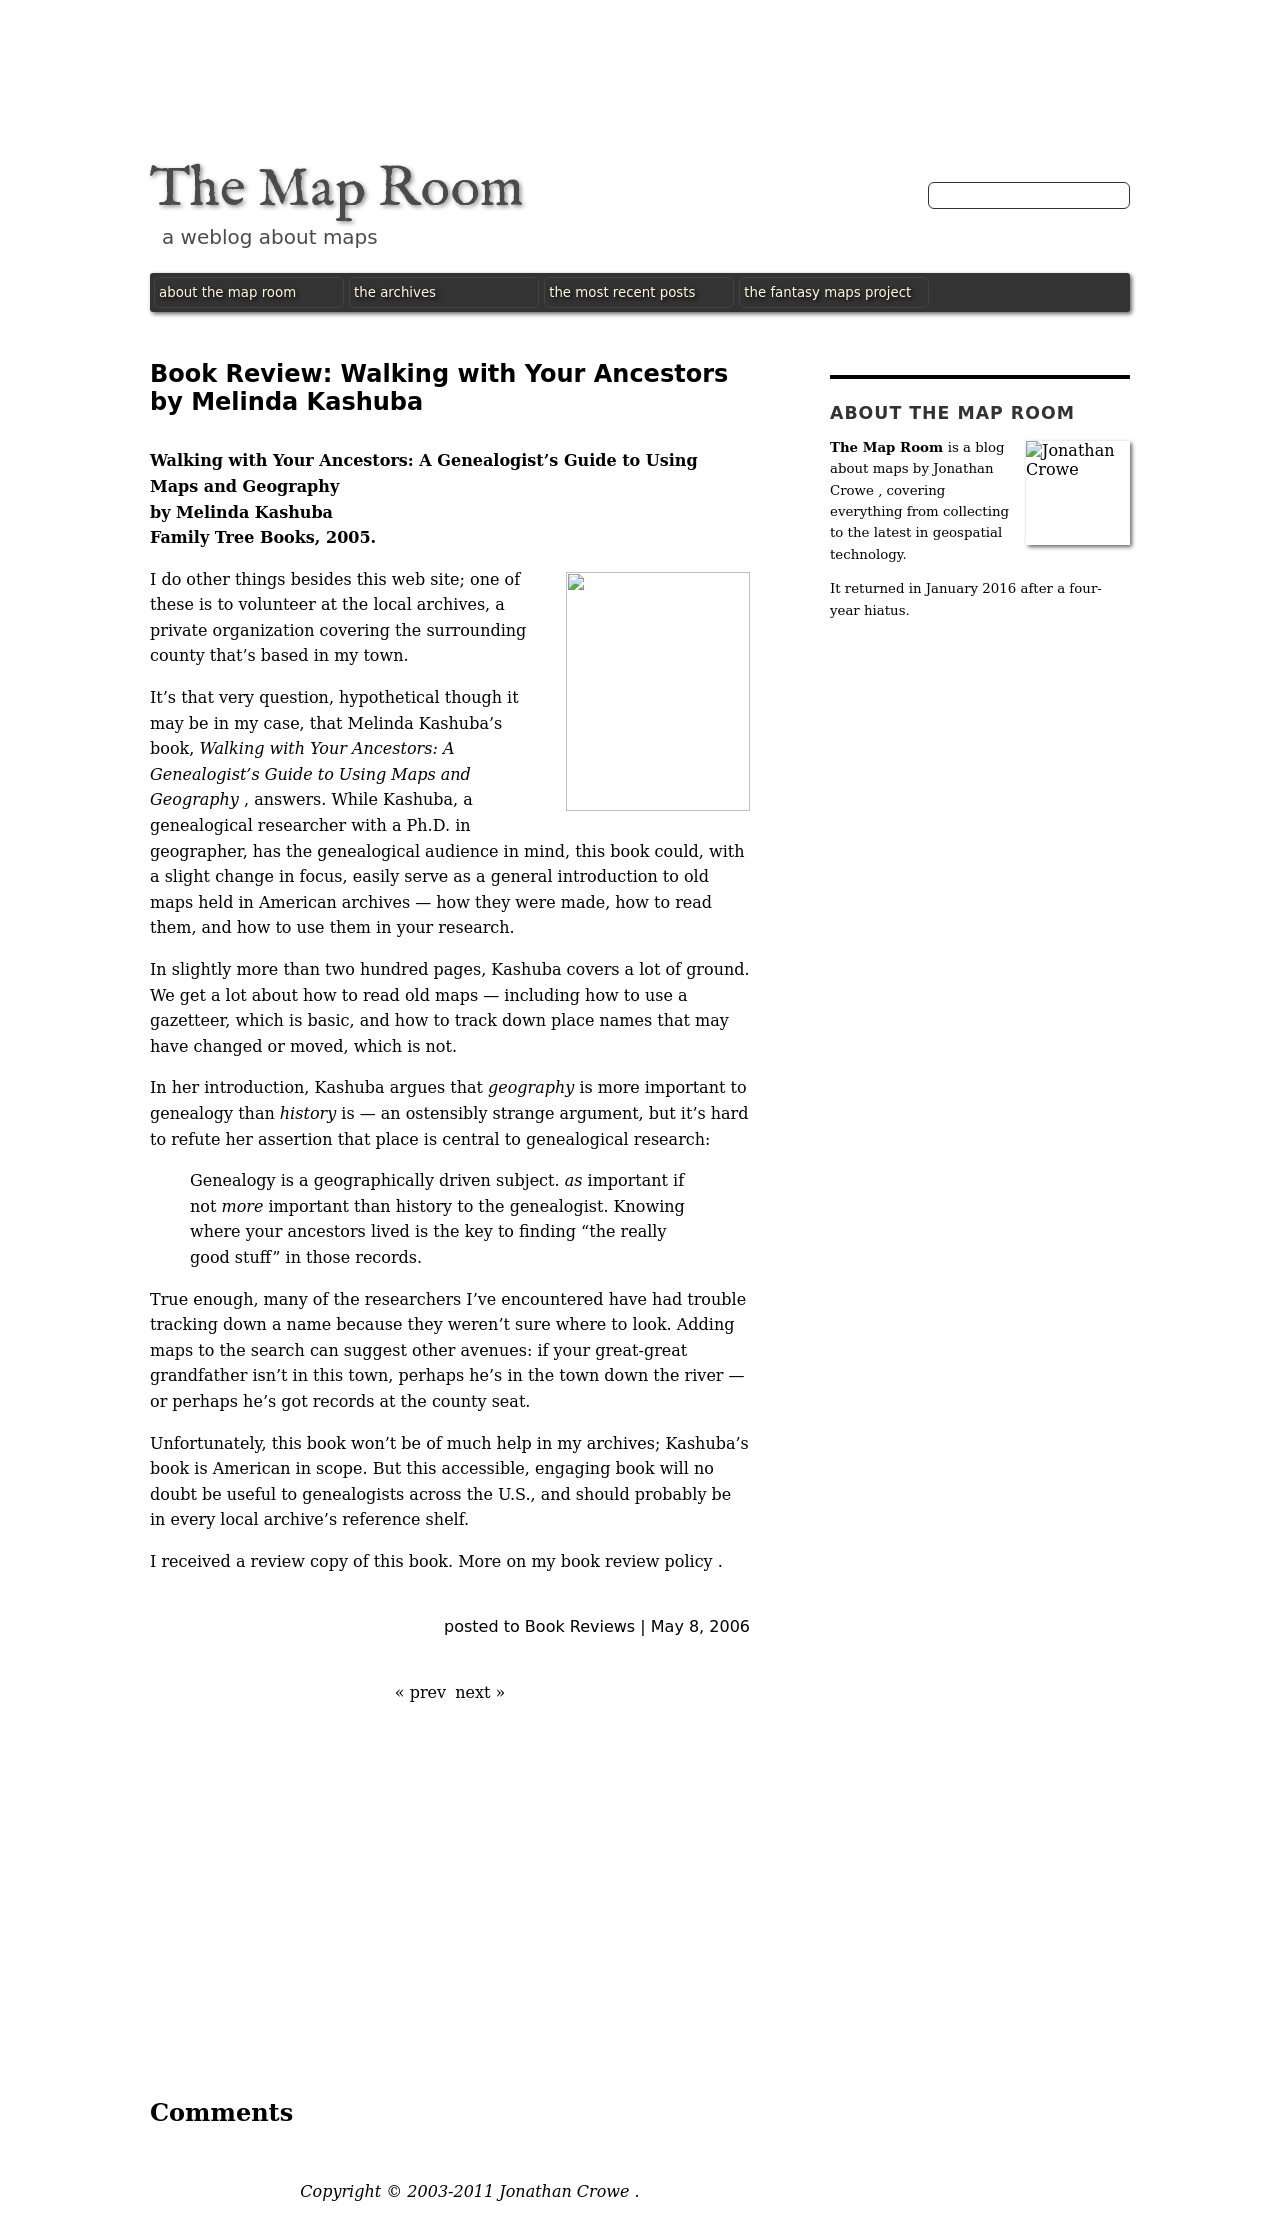 The Map Room
a weblog about maps
about the map room
the archives
the most recent posts
the fantasy maps project
Book Review: Walking with Your Ancestors
by Melinda Kashuba
Walking with Your Ancestors: A Genealogist’s Guide to Using
Maps and Geography
by Melinda Kashuba
Family Tree Books, 2005.
I do other things besides this web site; one of
these is to volunteer at the local archives, a
private organization covering the surrounding
county that’s based in my town.
It’s that very question, hypothetical though it
may be in my case, that Melinda Kashuba’s
book, Walking with Your Ancestors: A
Genealogist’s Guide to Using Maps and
Geography , answers. While Kashuba, a
genealogical researcher with a Ph.D. in
geographer, has the genealogical audience in mind, this book could, with
a slight change in focus, easily serve as a general introduction to old
maps held in American archives — how they were made, how to read
them, and how to use them in your research.
In slightly more than two hundred pages, Kashuba covers a lot of ground.
We get a lot about how to read old maps — including how to use a
gazetteer, which is basic, and how to track down place names that may
have changed or moved, which is not.
In her introduction, Kashuba argues that geography is more important to
genealogy than history is — an ostensibly strange argument, but it’s hard
to refute her assertion that place is central to genealogical research:
Genealogy is a geographically driven subject. as important if
not more important than history to the genealogist. Knowing
where your ancestors lived is the key to finding “the really
good stuff” in those records.
True enough, many of the researchers I’ve encountered have had trouble
tracking down a name because they weren’t sure where to look. Adding
maps to the search can suggest other avenues: if your great-great
grandfather isn’t in this town, perhaps he’s in the town down the river —
or perhaps he’s got records at the county seat.
Unfortunately, this book won’t be of much help in my archives; Kashuba’s
book is American in scope. But this accessible, engaging book will no
doubt be useful to genealogists across the U.S., and should probably be
in every local archive’s reference shelf.
I received a review copy of this book. More on my book review policy .
posted to Book Reviews | May 8, 2006
« prev next »
ABOUT THE MAP ROOM
The Map Room is a blog
about maps by Jonathan
Crowe , covering
everything from collecting
to the latest in geospatial
technology.
Jonathan
Crowe
It returned in January 2016 after a four-
year hiatus.
Comments
Copyright © 2003-2011 Jonathan Crowe .